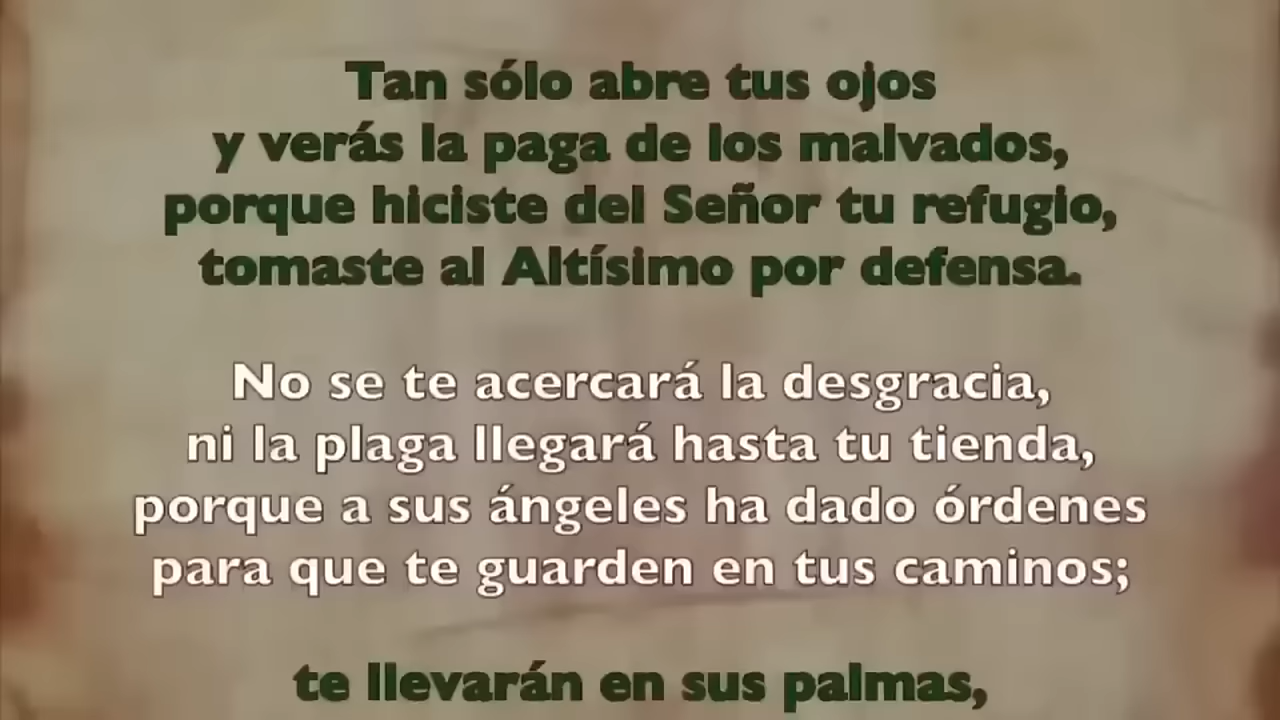 Tan sólo abre tus ojos
y verás la paga de los malvados,
porque hiciste del Señor tu refugio,
tomaste al Altísimo por defensa.
No se te acercará la desgracia,
ni la plaga llegará hasta tu tienda,
porque a sus ángeles ha dado órdenes
para que te guarden en tus caminos;
te llevarán en sus palmas,